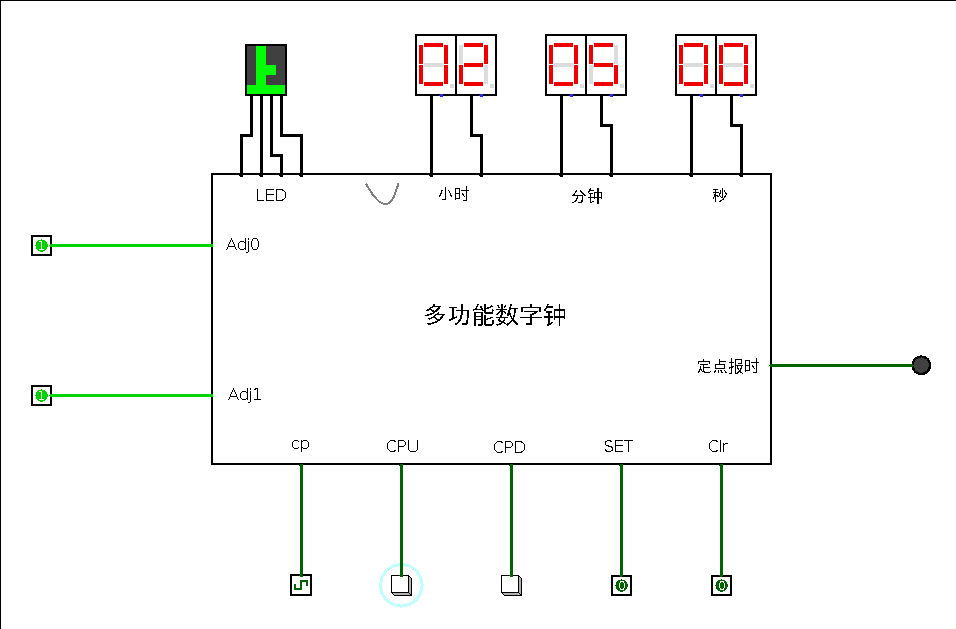 02 05 00
LED 小时 分钟 秒
Adj0
多功能数字钟
定点报时
Adj1
cp CPU CPD SET Clr